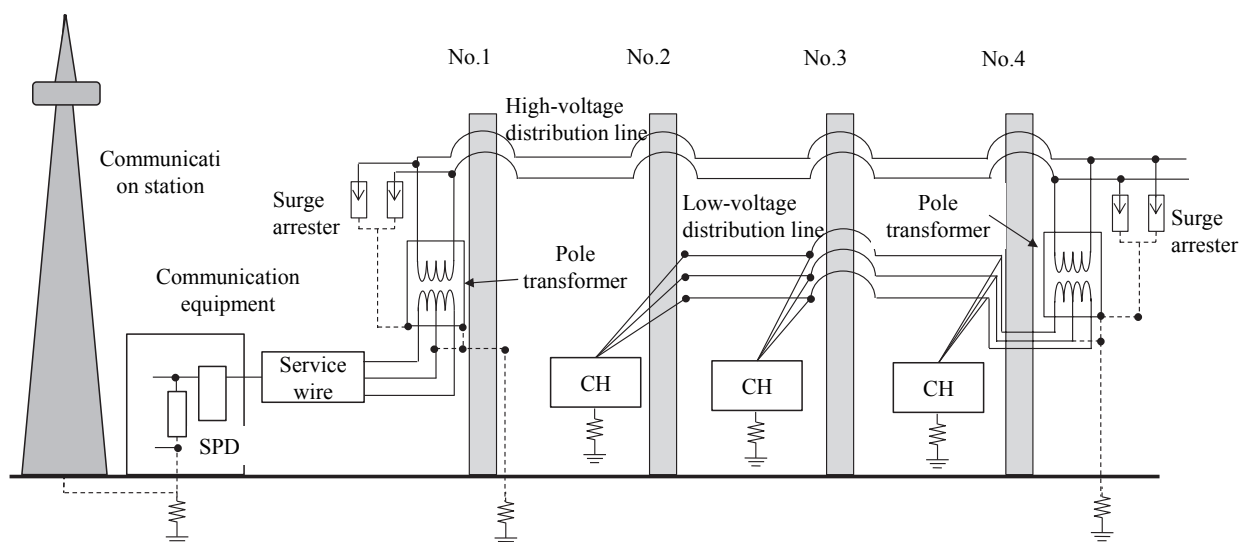 No.1
No.2
No.3
No.4
High-voltage
distribution line
Communicati
on station
Surge
arrester
Low-voltage
distribution line
Pole
transformer
Surge
arrester
Pole
transformer
Communication
equipment
Service
wire
SPD
CH
CH
CH